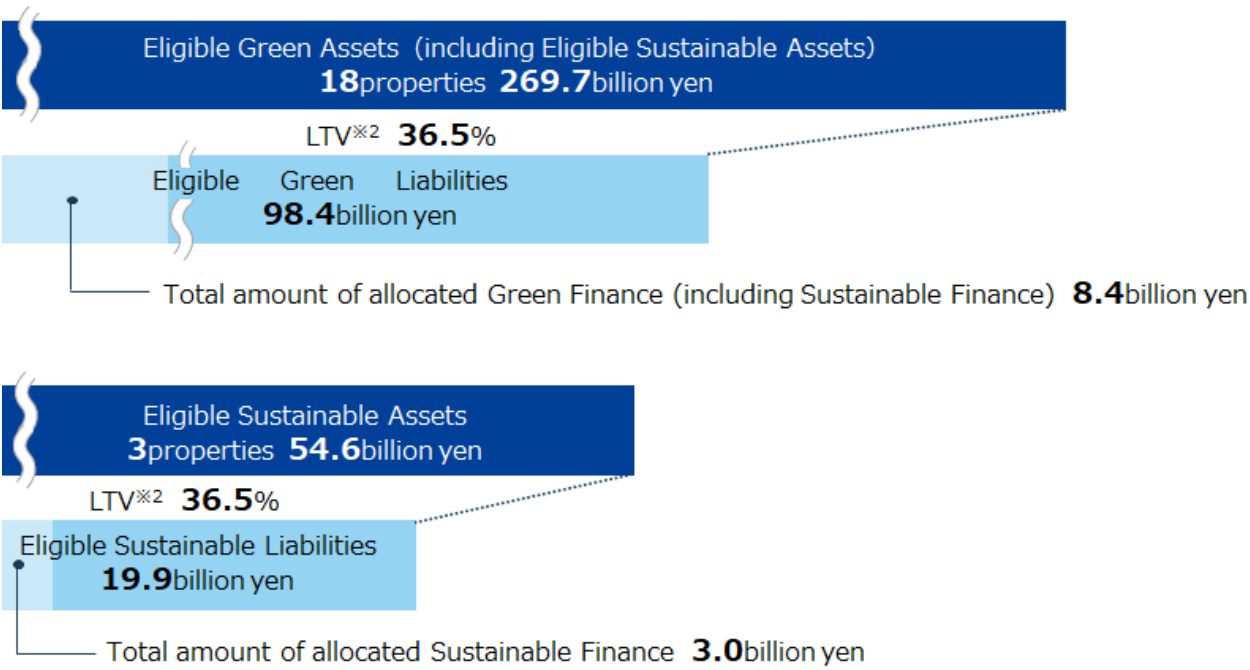 Eligible Green Assets (including Eligible Sustainable Assets)
18properties 269.7billion yen
LTV※2 36.5%
Eligible Green Liabilities
98.4billion yen
Total amount of allocated Green Finance (including Sustainable Finance) 8.4billion yen
Eligible Sustainable Assets
3properties 54.6billion yen
LTV※2 36.5%
Eligible Sustainable Liabilities
19.9billion yen
Total amount of allocated Sustainable Finance 3.0billion yen